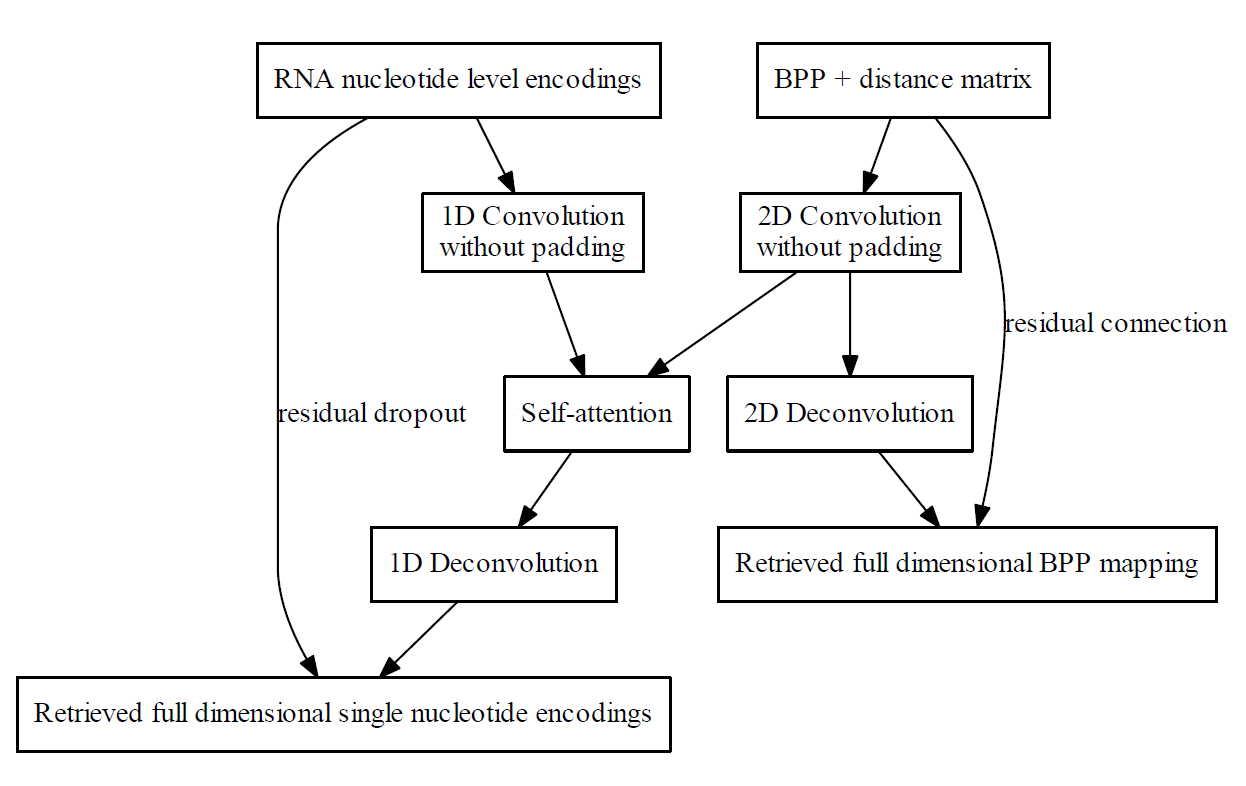 RNA nucleotide level encodings
BPP + distance matrix
1D Convolution
without padding
2D Convolution
without padding
residual connection
residual dropout
Self-attention
2D Deconvolution
1D Deconvolution
Retrieved full dimensional BPP mapping
Retrieved full dimensional single nucleotide encodings